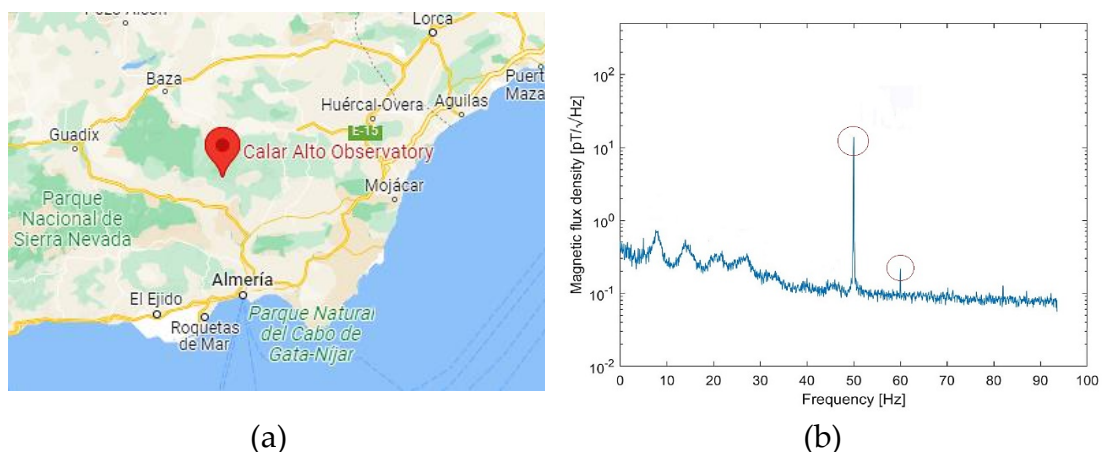 Lorca
Baza
Puert
Maza
Huércal-Overa
Aguilas
Guadix
E-15
Calar Alto Observatory
Mojácar
Parque
Nacional de
Sierra Nevada
Almería
El Ejido
Roquetas
de Mar
Parque Natural
del Cabo de
Gata-Níjar
(a)
Magnetic flux density [pT/√Hz]
10²
10¹
10⁰
10⁻¹
10⁻²
0 10 20 30 40 50 60 70 80 90 100
Frequency [Hz]
(b)